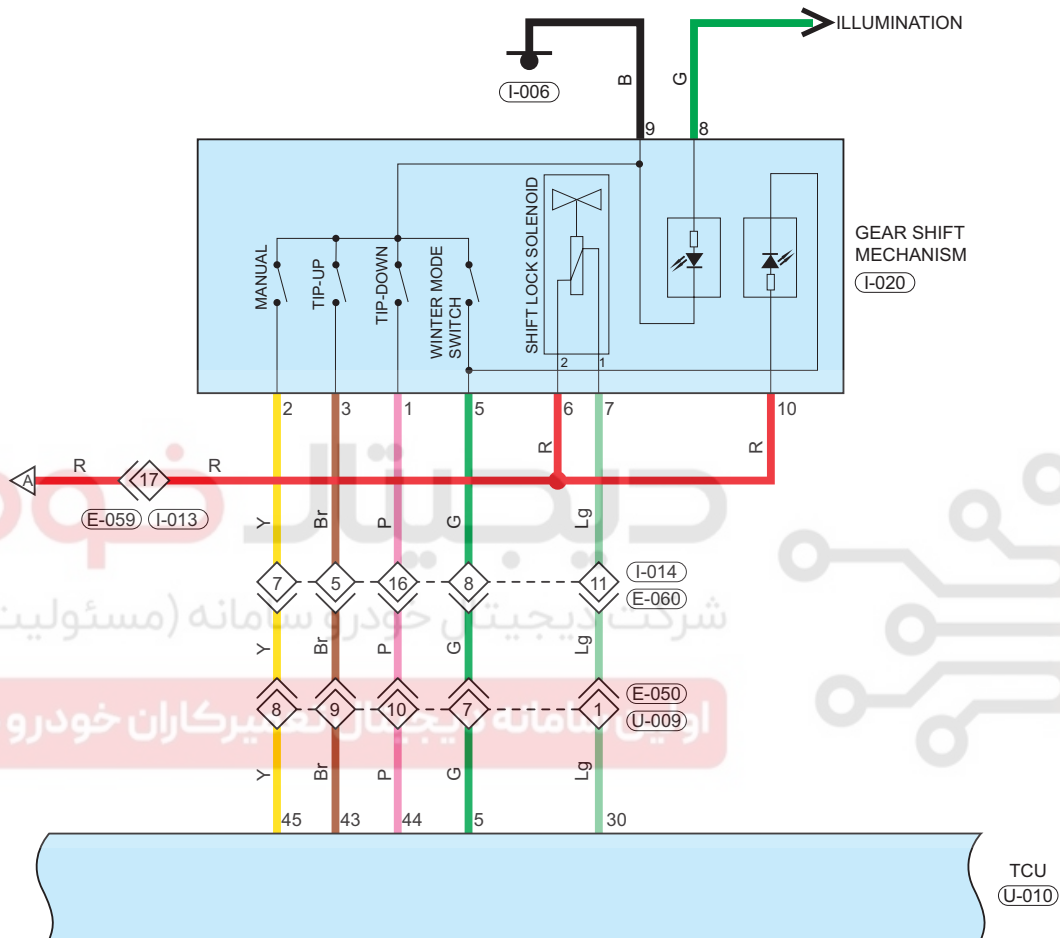 ILLUMINATION
I-006
B
G
9
8
MANUAL
TIP-UP
TIP-DOWN
WINTER MODE
SWITCH
SHIFT LOCK SOLENOID
2
1
GEAR SHIFT
MECHANISM
I-020
2
3
1
5
6
7
10
R
R
A
R
17
R
E-059
I-013
دیجیتال خودرو
Y
Br
P
G
Lg
7
5
16
8
11
I-014
E-060
شرکت دیجیتال خودرو سامانه (مسئولیت
Y
Br
P
G
Lg
8
9
10
7
1
E-050
U-009
اولین سامانه دیجیتال تعمیرکاران خودرو
Y
Br
P
G
Lg
45
43
44
5
30
TCU
U-010